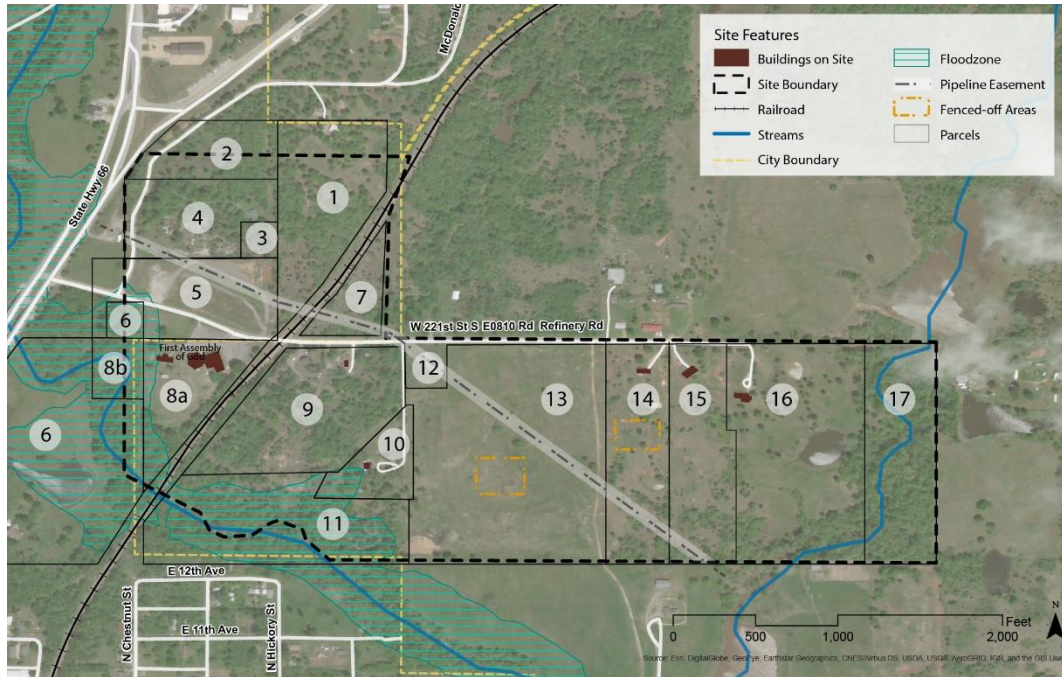 Site Features
Buildings on Site
Site Boundary
Railroad
Streams
City Boundary
Floodzone
Pipeline Easement
Fenced-off Areas
Parcels
McDonald
State Hwy 66
2
1
4
3
5
7
6
W 221st St S E0810 Rd Refinery Rd
First Assembly
of God
8b
8a
12
9
13
14
15
16
17
6
10
11
E 12th Ave
E 11th Ave
N Chestnut St
N Hickory St
N
Feet
0 500 1,000 2,000
Source: Esri, DigitalGlobe, GeoEye, Earthstar Geographics, CNES/Airbus DS, USDA, USGS, AeroGRID, IGN, and the GIS Use